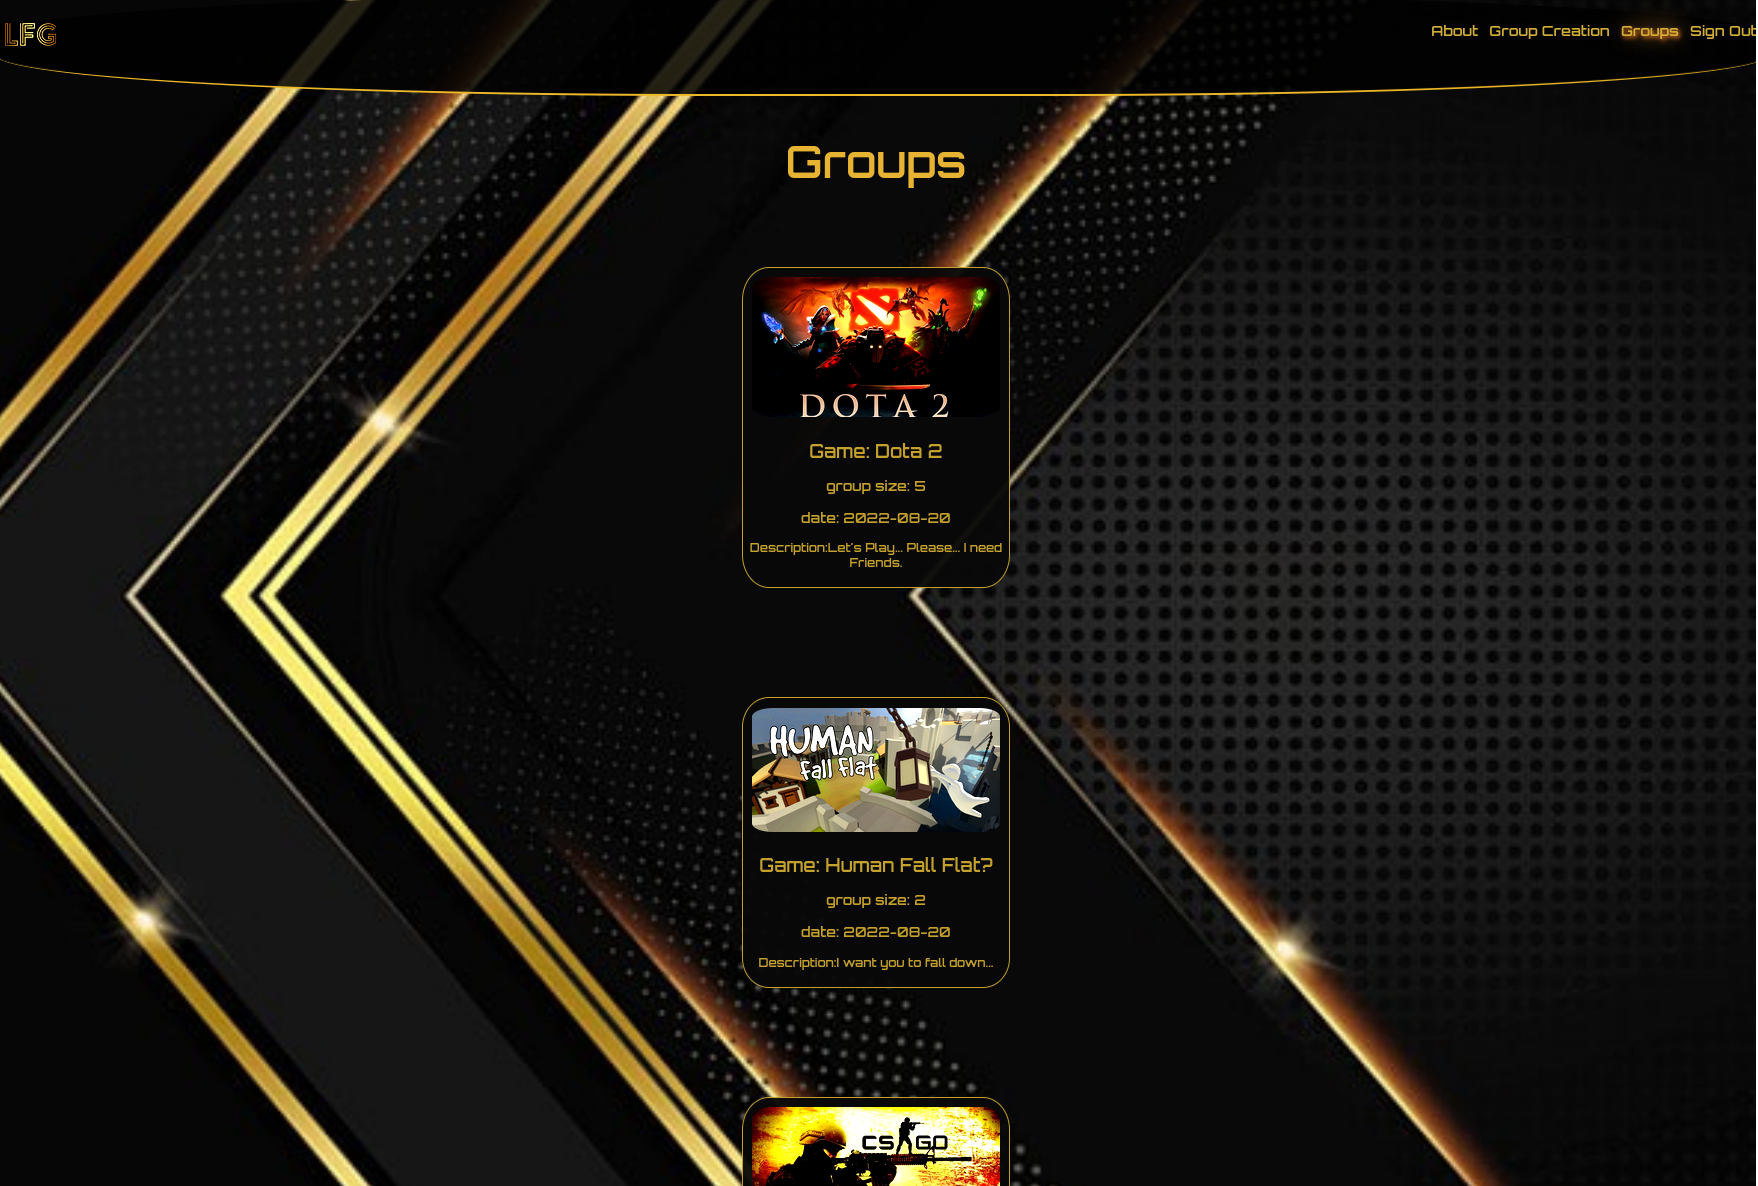 LFG
About Group Creation Groups Sign Out
Groups
DOTA 2
Game: Dota 2
group size: 5
date: 2022-08-20
Description:Let's Play... Please... I need
Friends.
HUMAN
fall flat
Game: Human Fall Flat?
group size: 2
date: 2022-08-20
Description:I want you to fall down...
CS GO